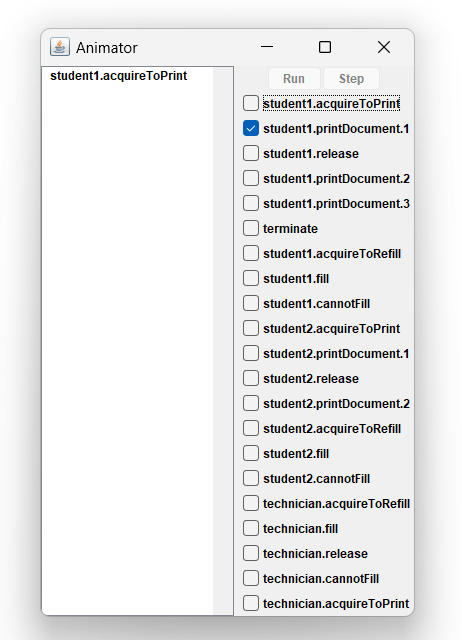 Animator
student1.acquireToPrint
Run Step
student1.acquireToPrint
student1.printDocument.1
student1.release
student1.printDocument.2
student1.printDocument.3
terminate
student1.acquireToRefill
student1.fill
student1.cannotFill
student2.acquireToPrint
student2.printDocument.1
student2.release
student2.printDocument.2
student2.acquireToRefill
student2.fill
student2.cannotFill
technician.acquireToRefill
technician.fill
technician.release
technician.cannotFill
technician.acquireToPrint